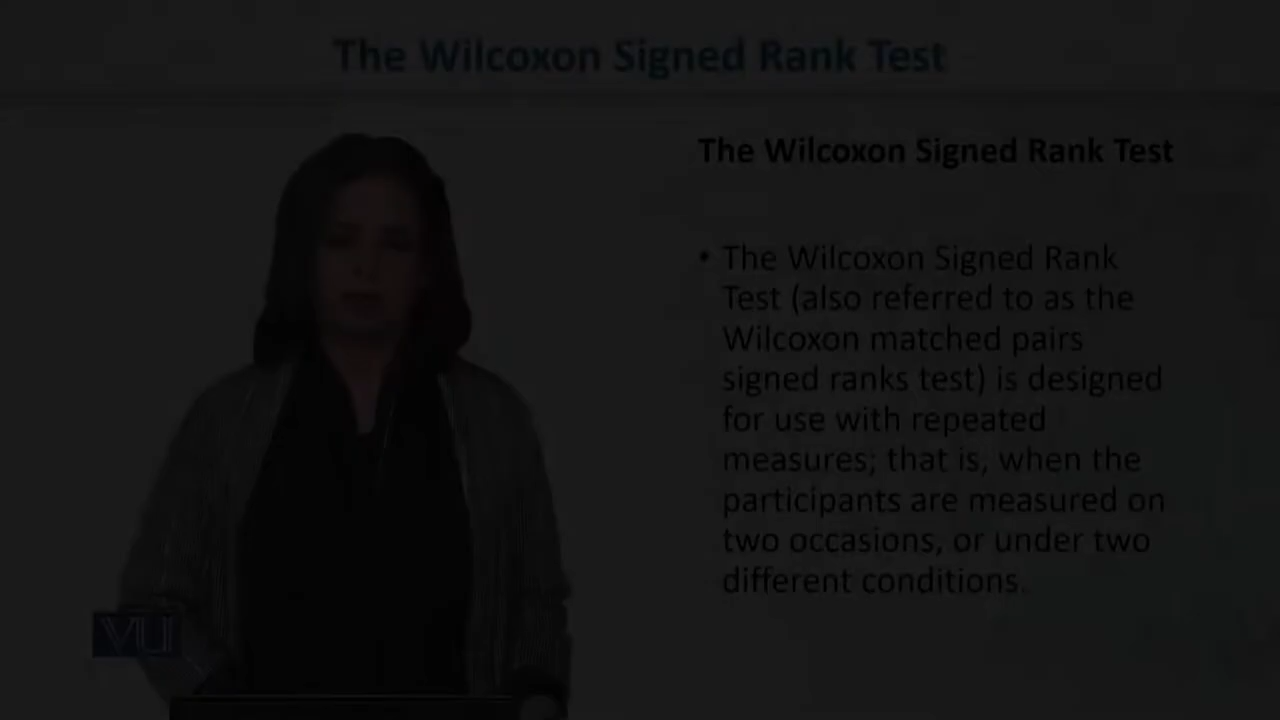 The Wilcoxon Signed Rank Test
The Wilcoxon Signed Rank Test
• The Wilcoxon Signed Rank
Test (also referred to as the
Wilcoxon matched pairs
signed ranks test) is designed
for use with repeated
measures; that is, when the
participants are measured on
two occasions, or under two
different conditions.
VU